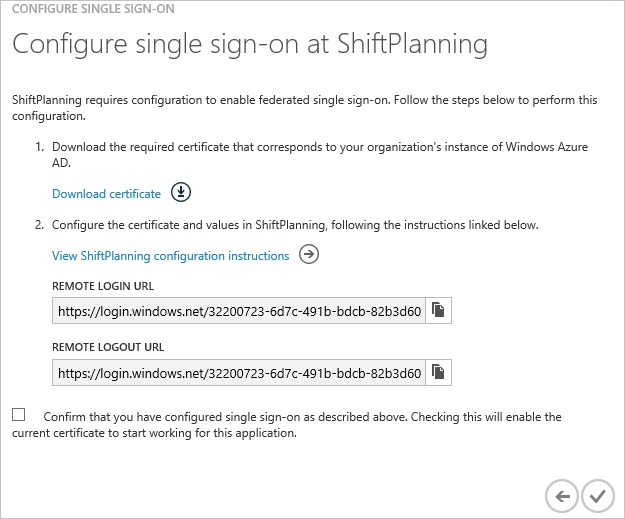 CONFIGURE SINGLE SIGN-ON
Configure single sign-on at ShiftPlanning
ShiftPlanning requires configuration to enable federated single sign-on. Follow the steps below to perform this
configuration.
1. Download the required certificate that corresponds to your organization's instance of Windows Azure
AD.
Download certificate
2. Configure the certificate and values in ShiftPlanning, following the instructions linked below.
View ShiftPlanning configuration instructions
REMOTE LOGIN URL
https://login.windows.net/32200723-6d7c-491b-bdcb-82b3d60
REMOTE LOGOUT URL
https://login.windows.net/32200723-6d7c-491b-bdcb-82b3d60
Confirm that you have configured single sign-on as described above. Checking this will enable the
current certificate to start working for this application.